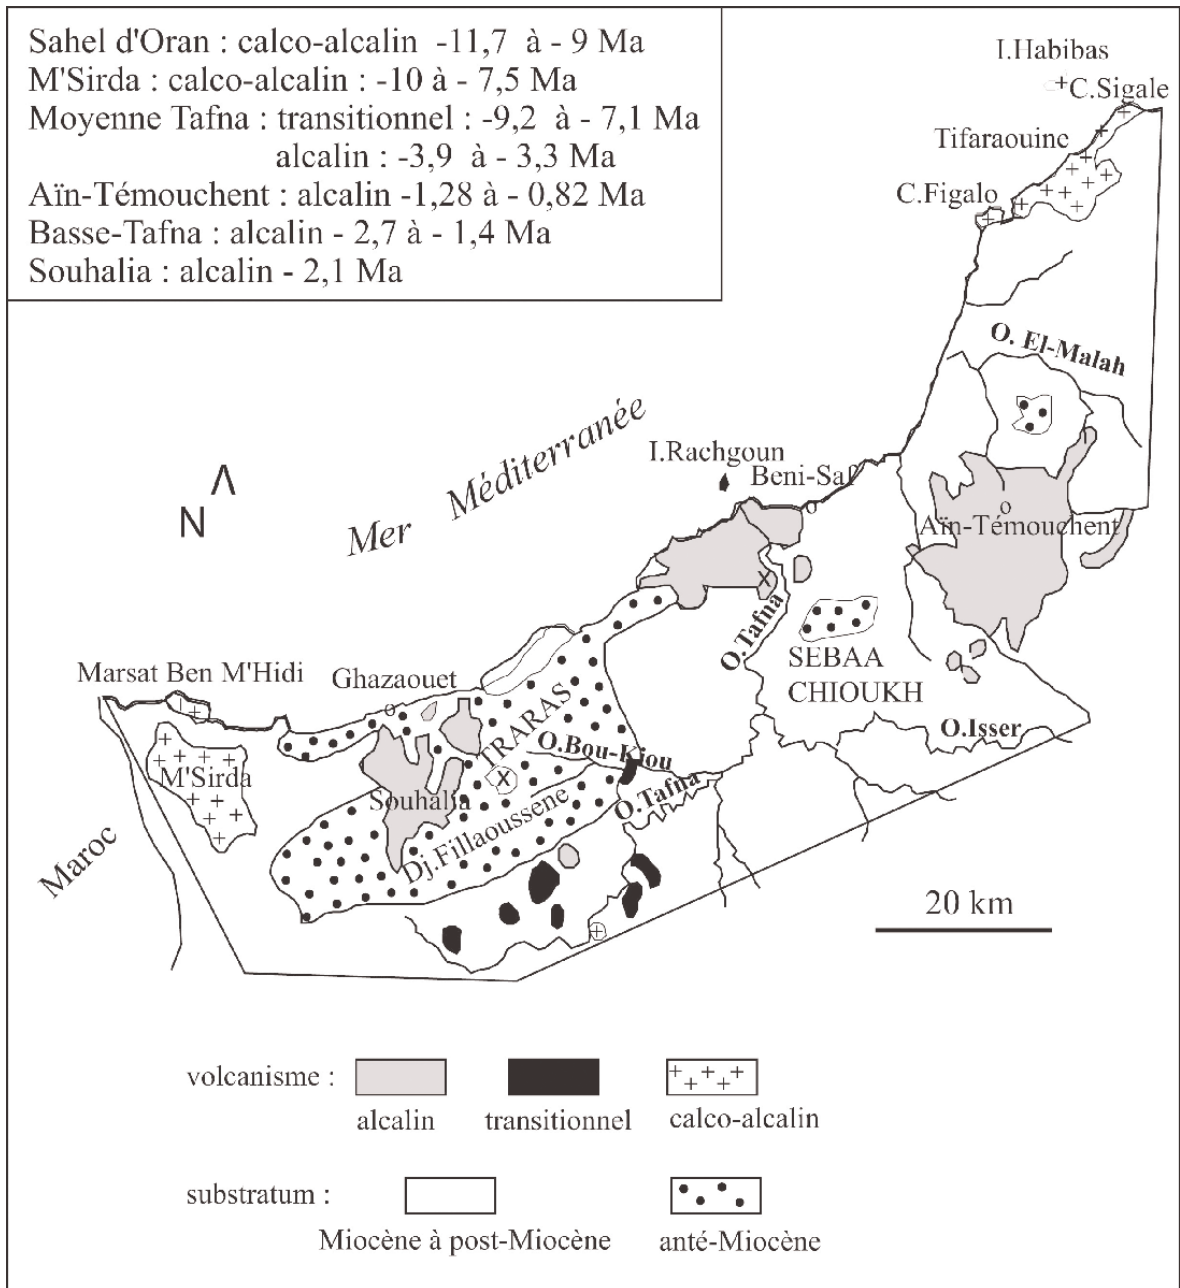 Sahel d'Oran : calco-alcalin -11,7 à - 9 Ma
M'Sirda : calco-alcalin : -10 à - 7,5 Ma
Moyenne Tafna : transitionnel : -9,2 à - 7,1 Ma
alcalin : -3,9 à - 3,3 Ma
Aïn-Témouchent : alcalin -1,28 à - 0,82 Ma
Basse-Tafna : alcalin - 2,7 à - 1,4 Ma
Souhalia : alcalin - 2,1 Ma
I.Habibas
C.Sigale
Tifaraouine
C.Figalo
O. El-Malah
Mer Méditerranée
I.Rachgoun
Beni-Saf
N
Aïn-Témouchent
O.Tafna
SEBAA
CHIOUKH
Marsat Ben M'Hidi
Ghazaouet
TRARAS
O.Bou-Kiou
O.Isser
M'Sirda
Souhalia
O.Tafna
Dj.Fillaoussene
Maroc
20 km
volcanisme :
alcalin
transitionnel
calco-alcalin
substratum :
Miocène à post-Miocène
anté-Miocène